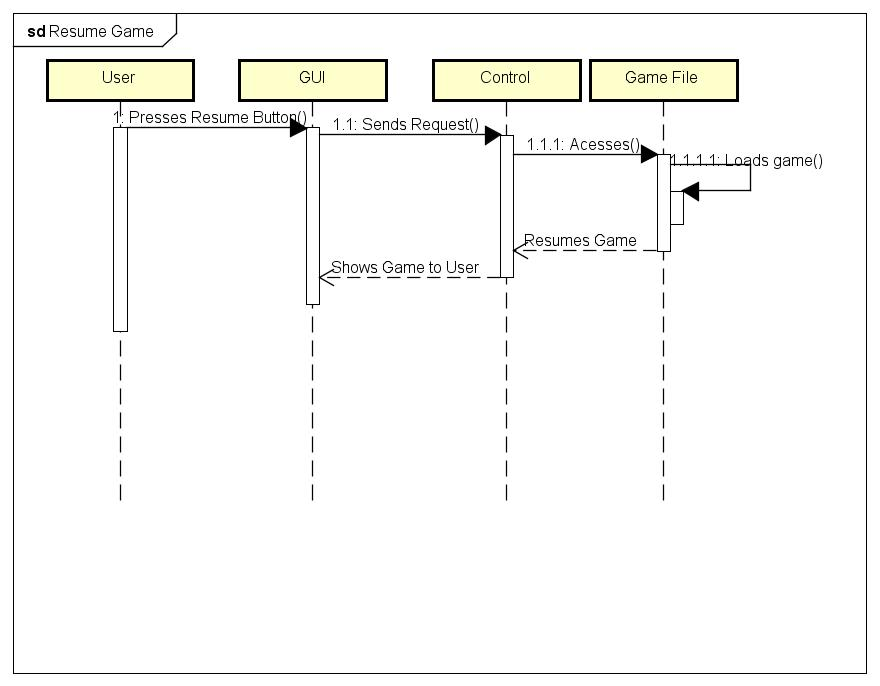 sd Resume Game
User
GUI
Control
Game File
1: Presses Resume Button()
1.1: Sends Request()
1.1.1: Acesses()
1.1.1.1: Loads game()
Resumes Game
Shows Game to User